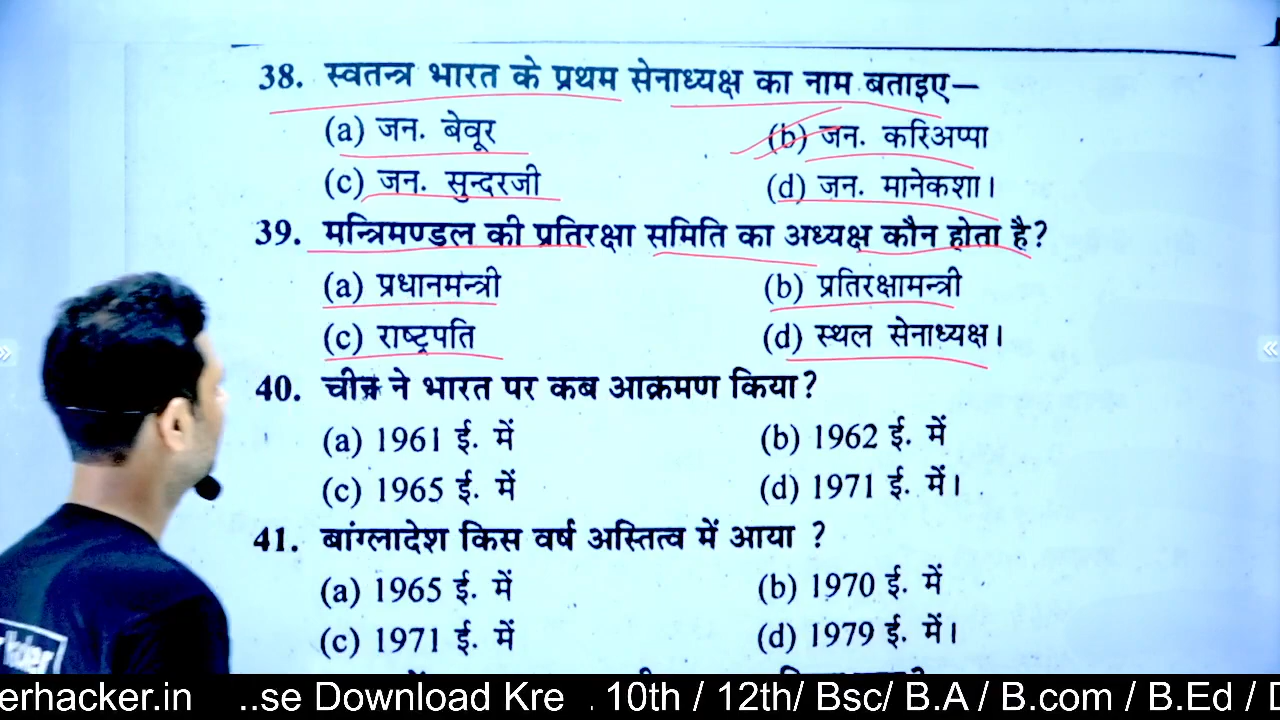 38. स्वतन्त्र भारत के प्रथम सेनाध्यक्ष का नाम बताइए—
(a) जन. बेवूर (b) जन. करिअप्पा
(c) जन. सुन्दरजी (d) जन. मानेकशा।
39. मन्त्रिमण्डल की प्रतिरक्षा समिति का अध्यक्ष कौन होता है?
(a) प्रधानमन्त्री (b) प्रतिरक्षामन्त्री
(c) राष्ट्रपति (d) स्थल सेनाध्यक्ष।
40. चीन ने भारत पर कब आक्रमण किया?
(a) 1961 ई. में (b) 1962 ई. में
(c) 1965 ई. में (d) 1971 ई. में।
41. बांग्लादेश किस वर्ष अस्तित्व में आया ?
(a) 1965 ई. में (b) 1970 ई. में
(c) 1971 ई. में (d) 1979 ई. में।
erhacker.in ..se Download Kre . 10th / 12th/ Bsc/ B.A / B.com / B.Ed /